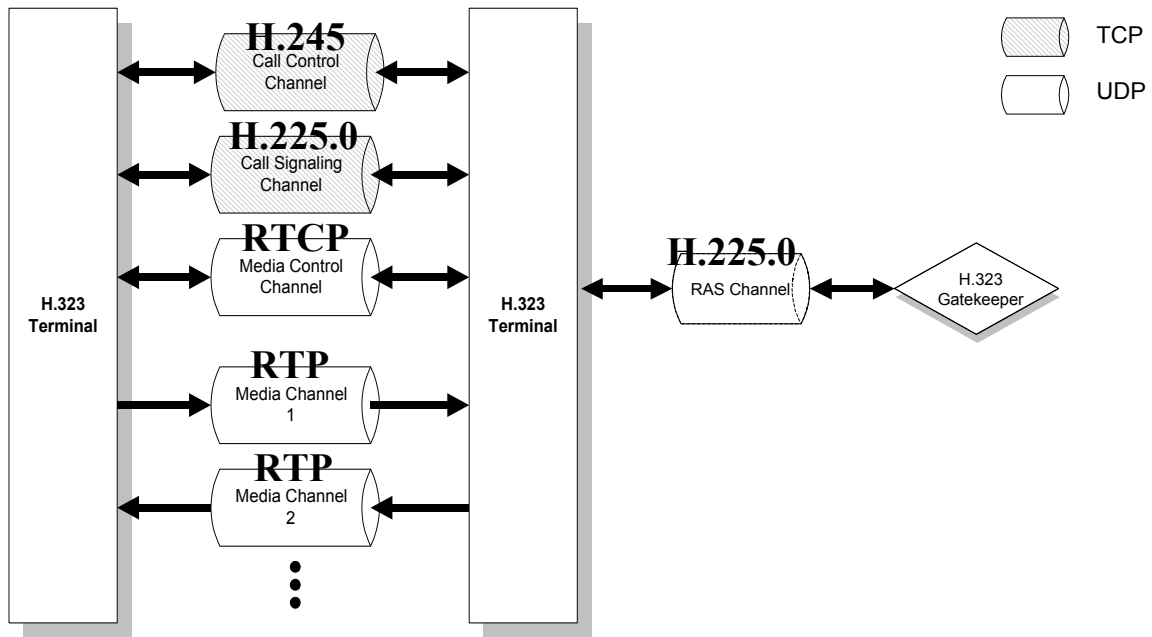 H.245
Call Control
Channel
H.225.0
Call Signaling
Channel
RTCP
Media Control
Channel
RTP
Media Channel
1
RTP
Media Channel
2
H.323
Terminal
H.323
Terminal
H.225.0
RAS Channel
H.323
Gatekeeper
TCP
UDP